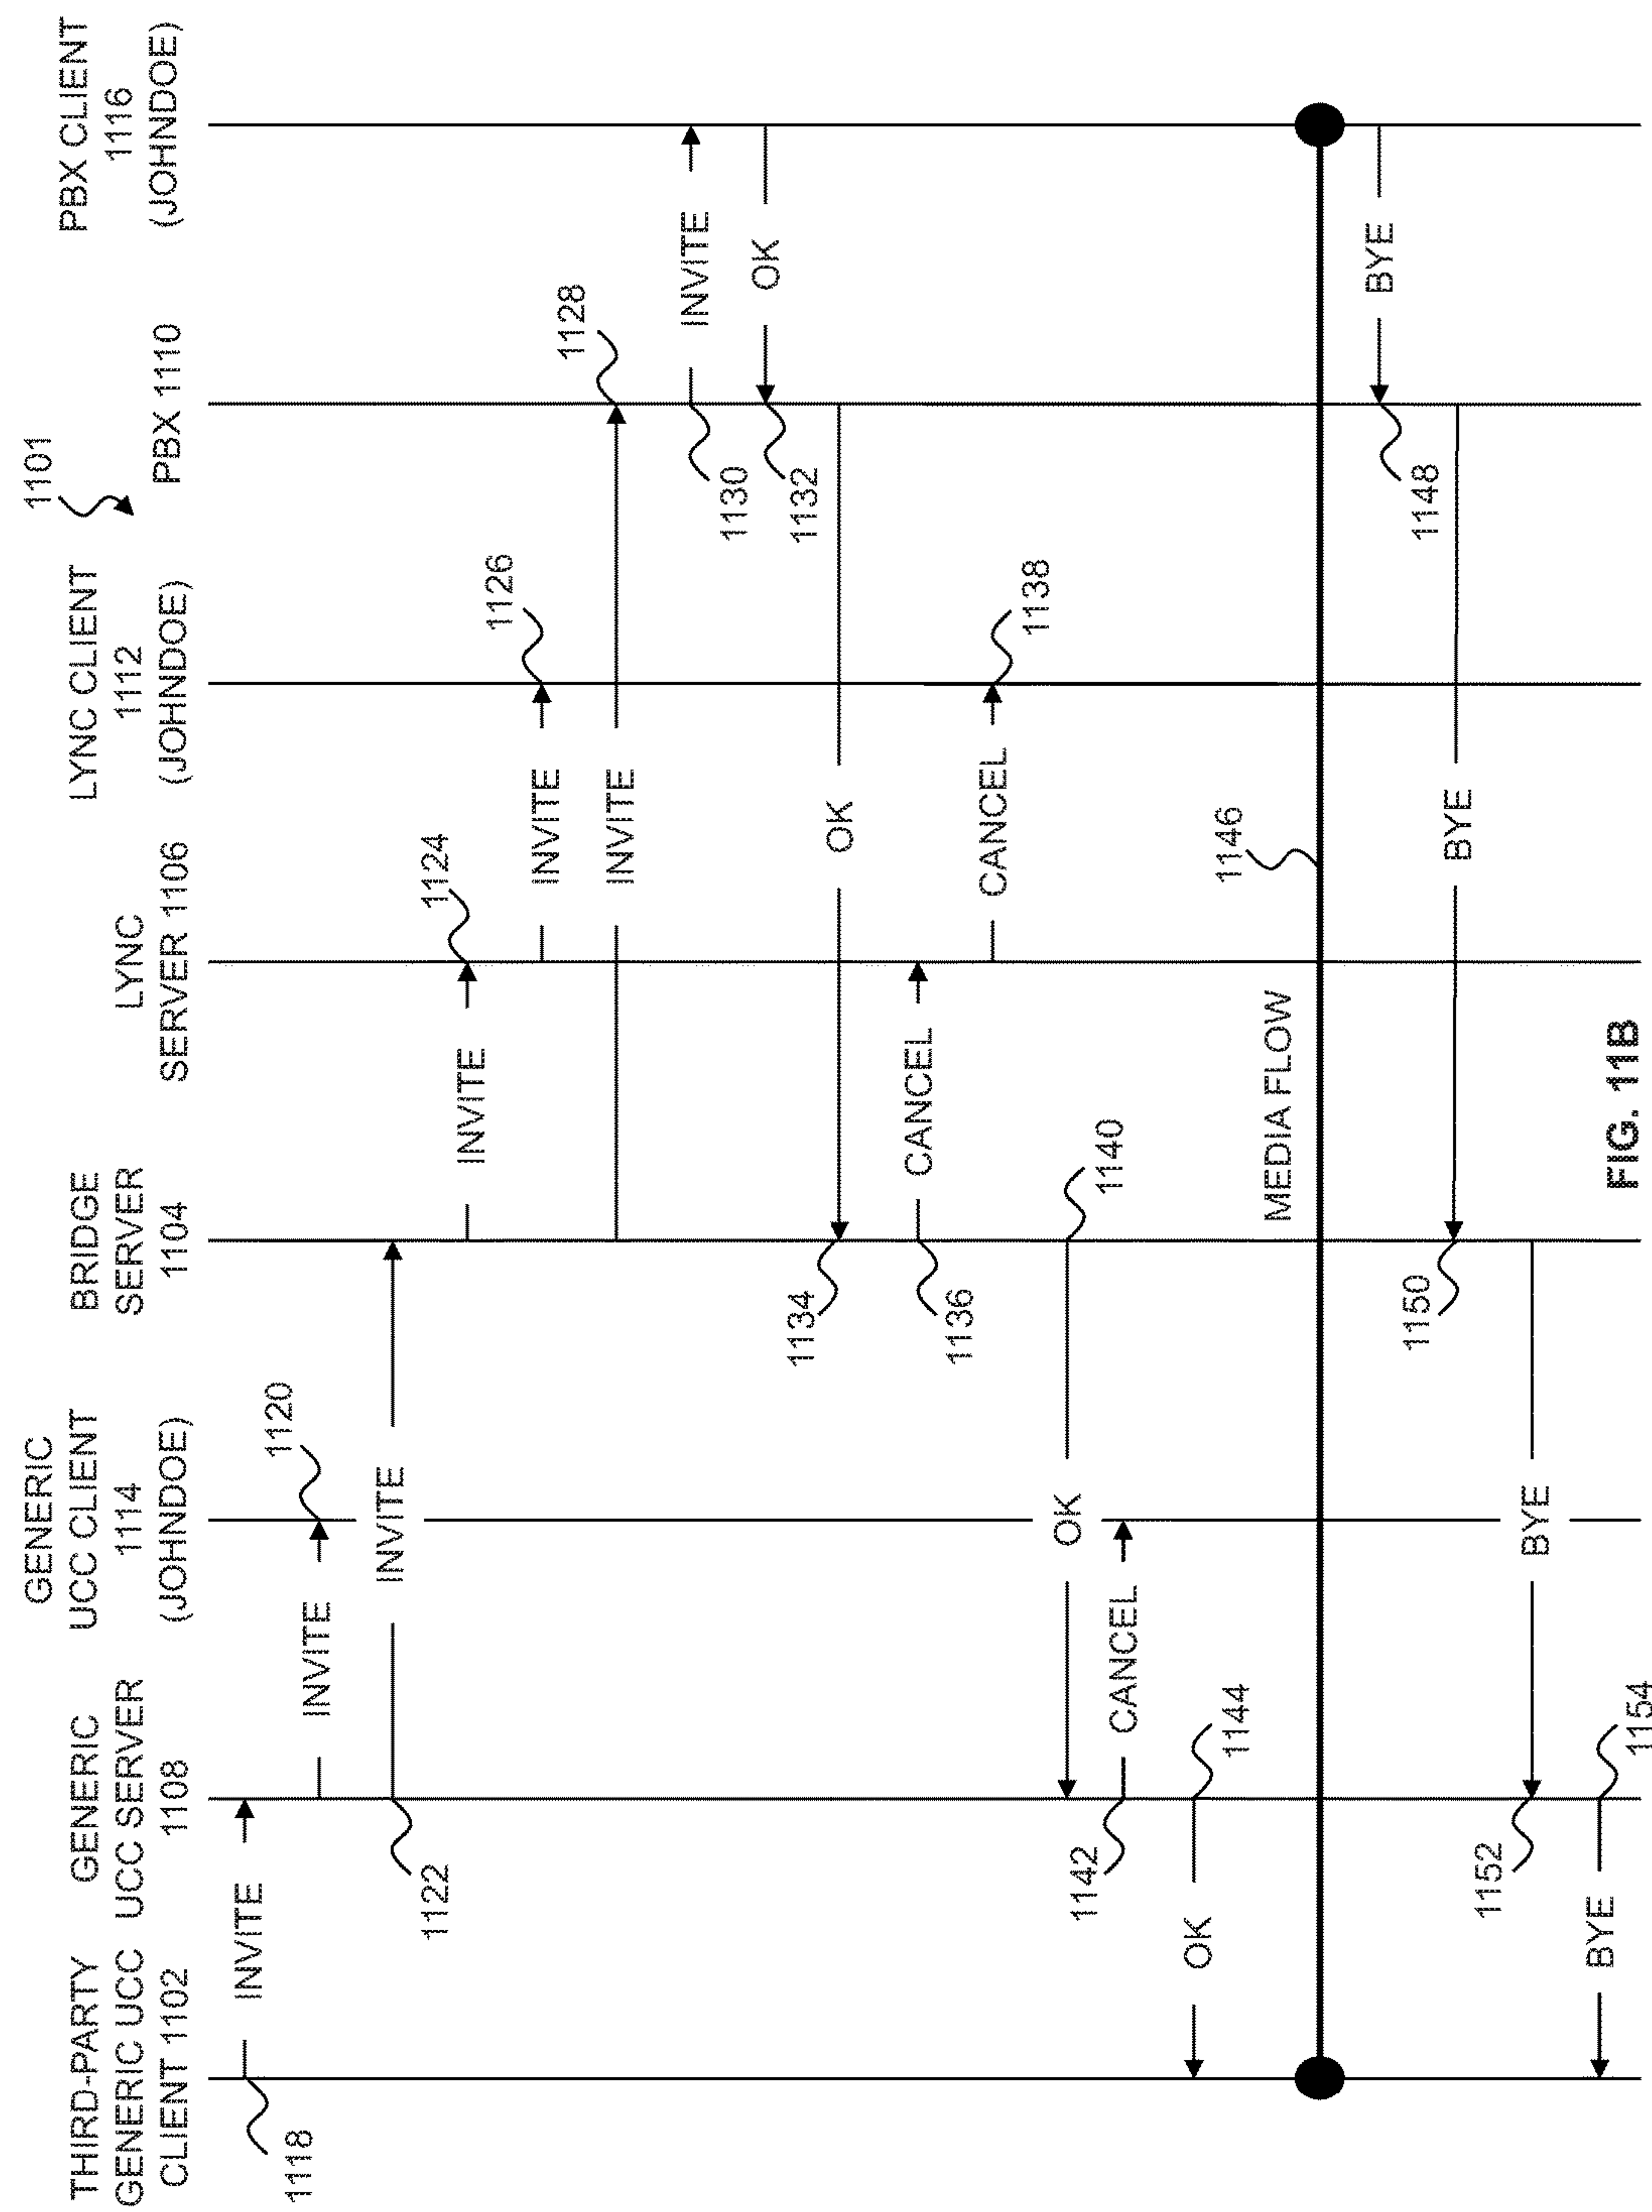 1101
THIRD-PARTY
GENERIC UCC
CLIENT 1102
GENERIC
UCC SERVER
1108
GENERIC
UCC CLIENT
1114
(JOHNDOE)
BRIDGE
SERVER
1104
LYNC
SERVER 1106
LYNC CLIENT
1112
(JOHNDOE)
PBX 1110
PBX CLIENT
1116
(JOHNDOE)
INVITE
1118
INVITE
1120
INVITE
1122
INVITE
1124
INVITE
1126
INVITE
1128
INVITE
1130
OK
1132
OK
1134
CANCEL
1136
CANCEL
1138
OK
1140
CANCEL
1142
OK
1144
MEDIA FLOW
1146
BYE
1148
BYE
1150
BYE
1152
BYE
1154
FIG. 11B